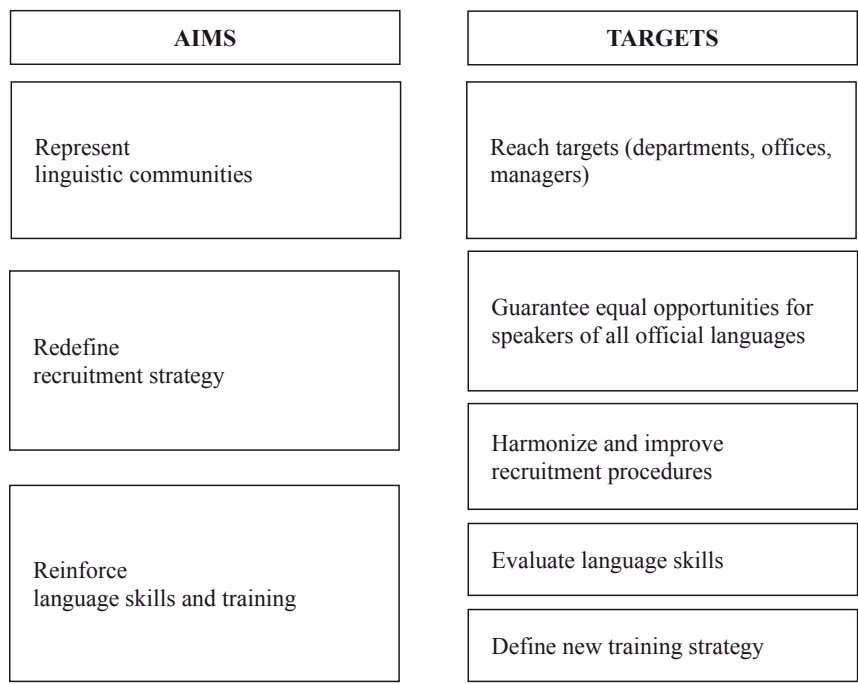 AIMS
Represent
linguistic communities
Redefine
recruitment strategy
Reinforce
language skills and training
TARGETS
Reach targets (departments, offices,
managers)
Guarantee equal opportunities for
speakers of all official languages
Harmonize and improve
recruitment procedures
Evaluate language skills
Define new training strategy